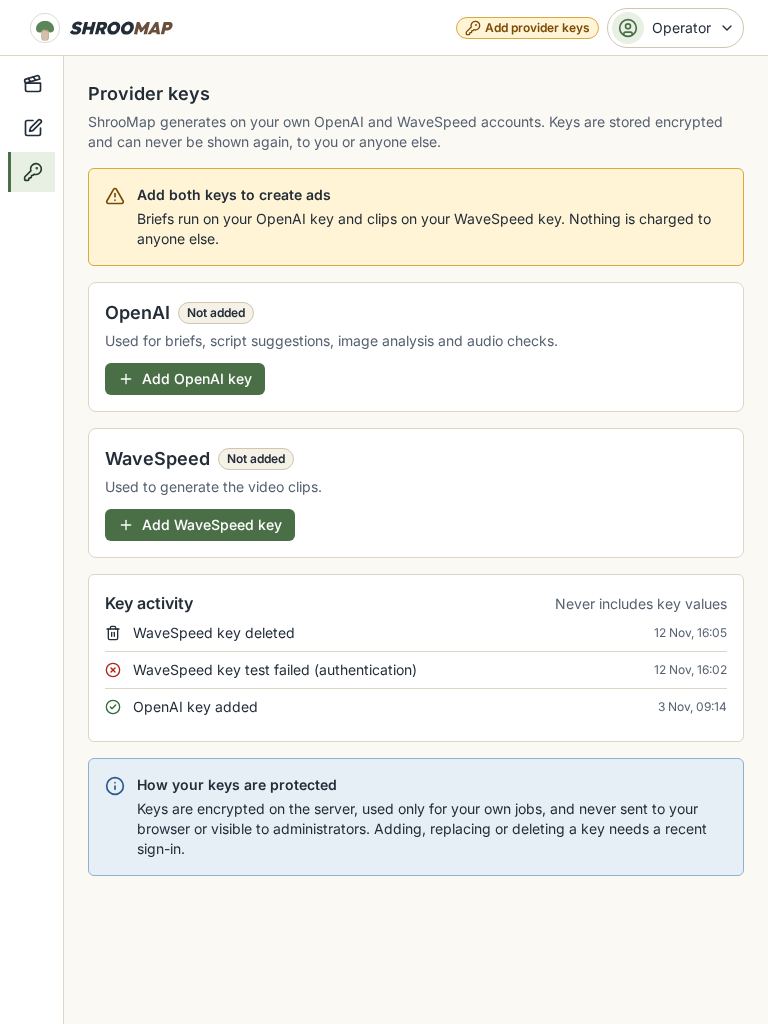 SHROOMAP
Add provider keys
Operator
Provider keys
ShrooMap generates on your own OpenAI and WaveSpeed accounts. Keys are stored encrypted
and can never be shown again, to you or anyone else.
Add both keys to create ads
Briefs run on your OpenAI key and clips on your WaveSpeed key. Nothing is charged to
anyone else.
OpenAI Not added
Used for briefs, script suggestions, image analysis and audio checks.
Add OpenAI key
WaveSpeed Not added
Used to generate the video clips.
Add WaveSpeed key
Key activity Never includes key values
WaveSpeed key deleted 12 Nov, 16:05
WaveSpeed key test failed (authentication) 12 Nov, 16:02
OpenAI key added 3 Nov, 09:14
How your keys are protected
Keys are encrypted on the server, used only for your own jobs, and never sent to your
browser or visible to administrators. Adding, replacing or deleting a key needs a recent
sign-in.